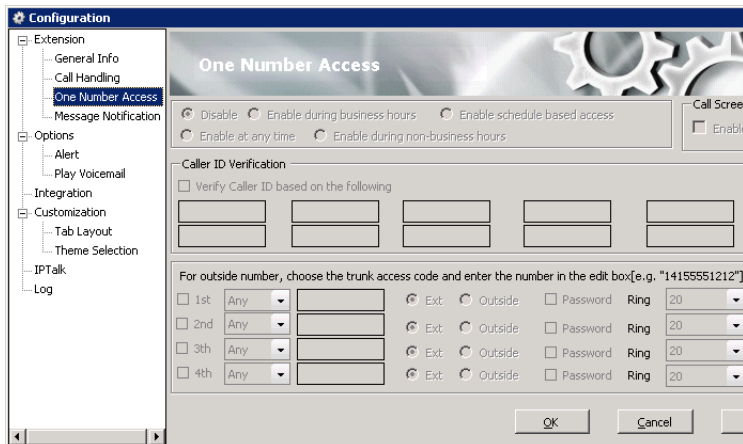 Configuration
Extension
General Info
Call Handling
One Number Access
Message Notification
Options
Alert
Play Voicemail
Integration
Customization
Tab Layout
Theme Selection
IPTalk
Log
One Number Access
Disable Enable during business hours Enable schedule based access
Enable at any time Enable during non-business hours
Call Scree
Enable
Caller ID Verification
Verify Caller ID based on the following
For outside number, choose the trunk access code and enter the number in the edit box[e.g. "14155551212"]
1st Any Ext Outside Password Ring 20
2nd Any Ext Outside Password Ring 20
3th Any Ext Outside Password Ring 20
4th Any Ext Outside Password Ring 20
OK Cancel